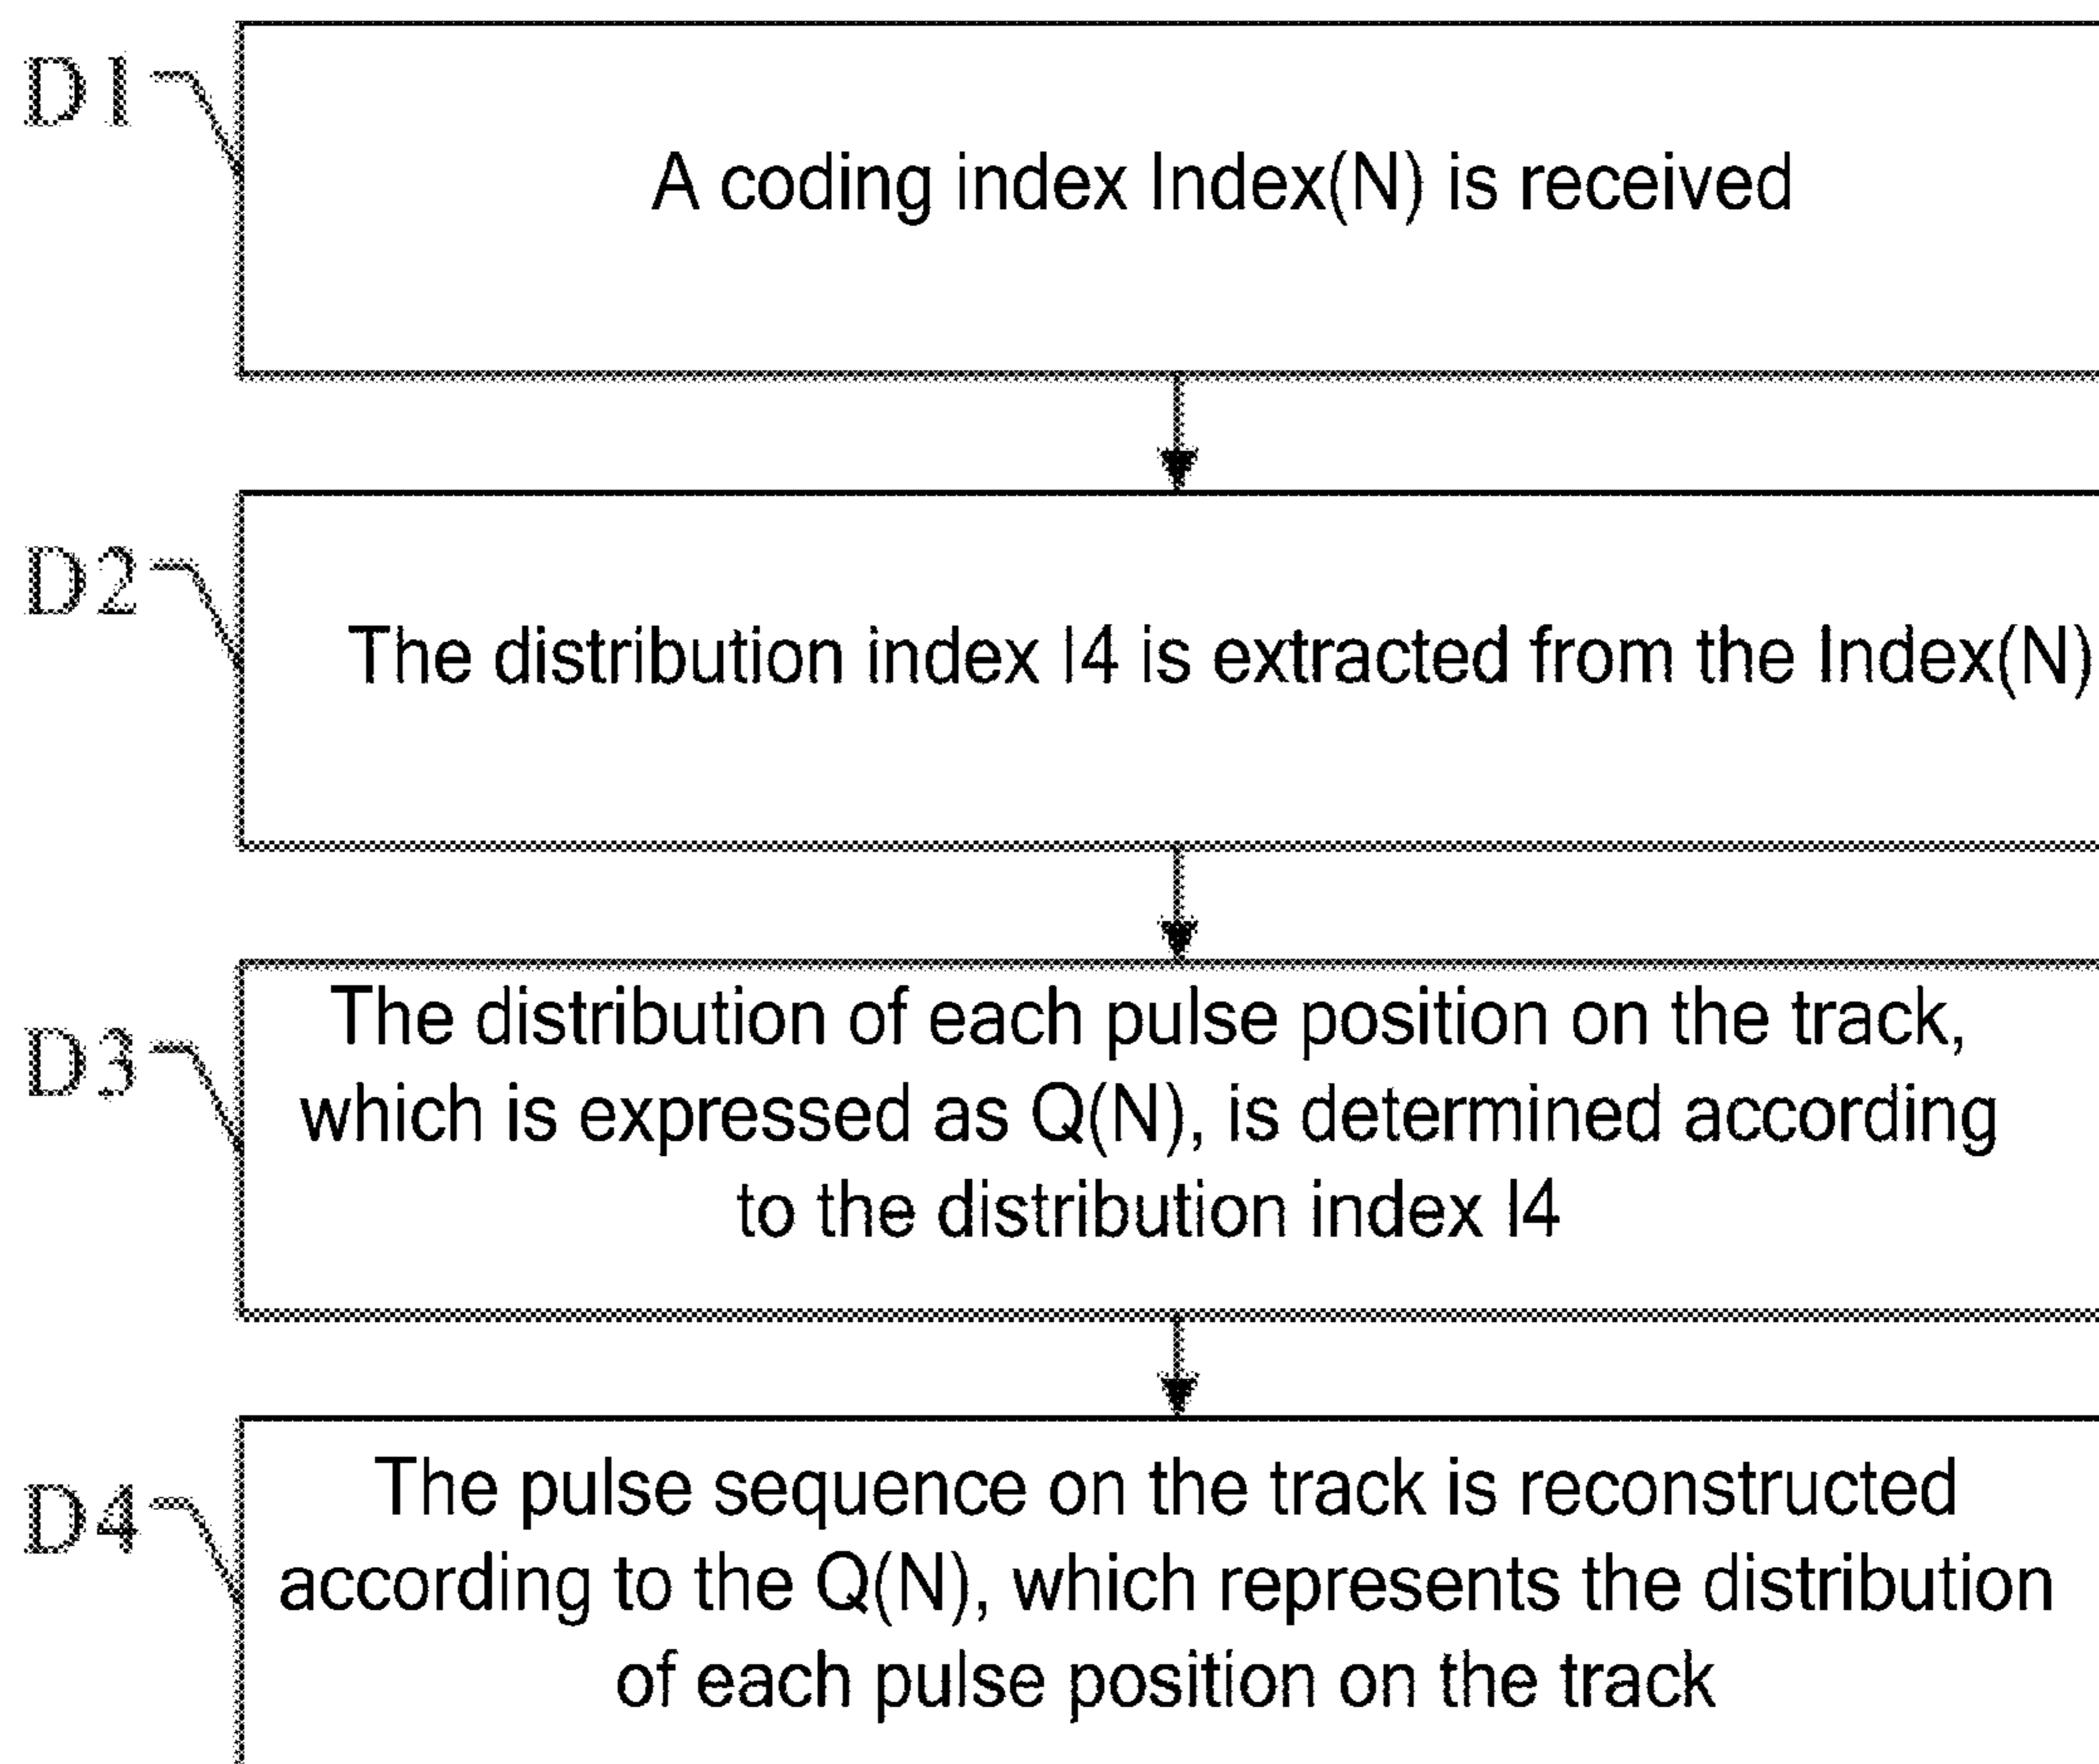 D1
A coding index Index(N) is received
D2
The distribution index I4 is extracted from the Index(N)
D3
The distribution of each pulse position on the track,
which is expressed as Q(N), is determined according
to the distribution index I4
D4
The pulse sequence on the track is reconstructed
according to the Q(N), which represents the distribution
of each pulse position on the track